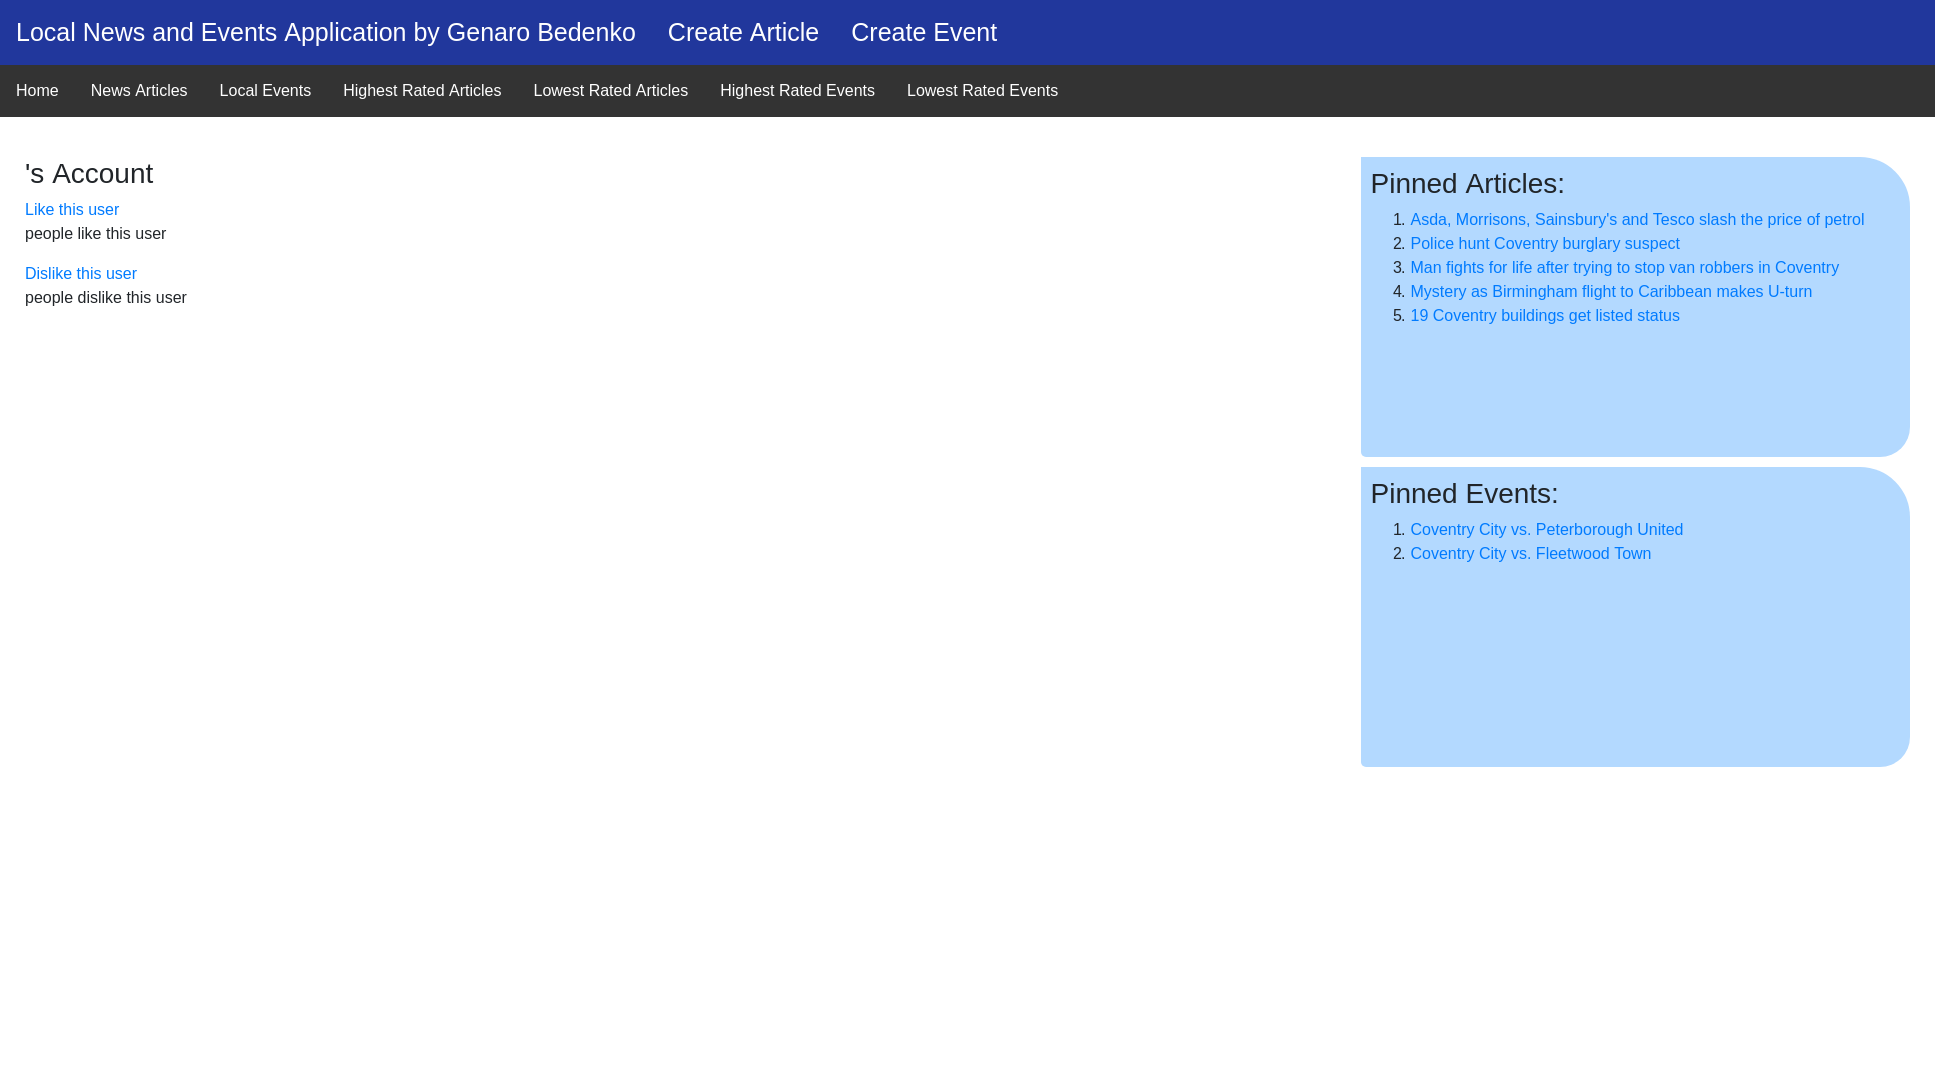 Local News and Events Application by Genaro Bedenko Create Article Create Event
Home News Articles Local Events Highest Rated Articles Lowest Rated Articles Highest Rated Events Lowest Rated Events
's Account
Like this user
people like this user
Dislike this user
people dislike this user
Pinned Articles:
1. Asda, Morrisons, Sainsbury's and Tesco slash the price of petrol
2. Police hunt Coventry burglary suspect
3. Man fights for life after trying to stop van robbers in Coventry
4. Mystery as Birmingham flight to Caribbean makes U-turn
5. 19 Coventry buildings get listed status
Pinned Events:
1. Coventry City vs. Peterborough United
2. Coventry City vs. Fleetwood Town